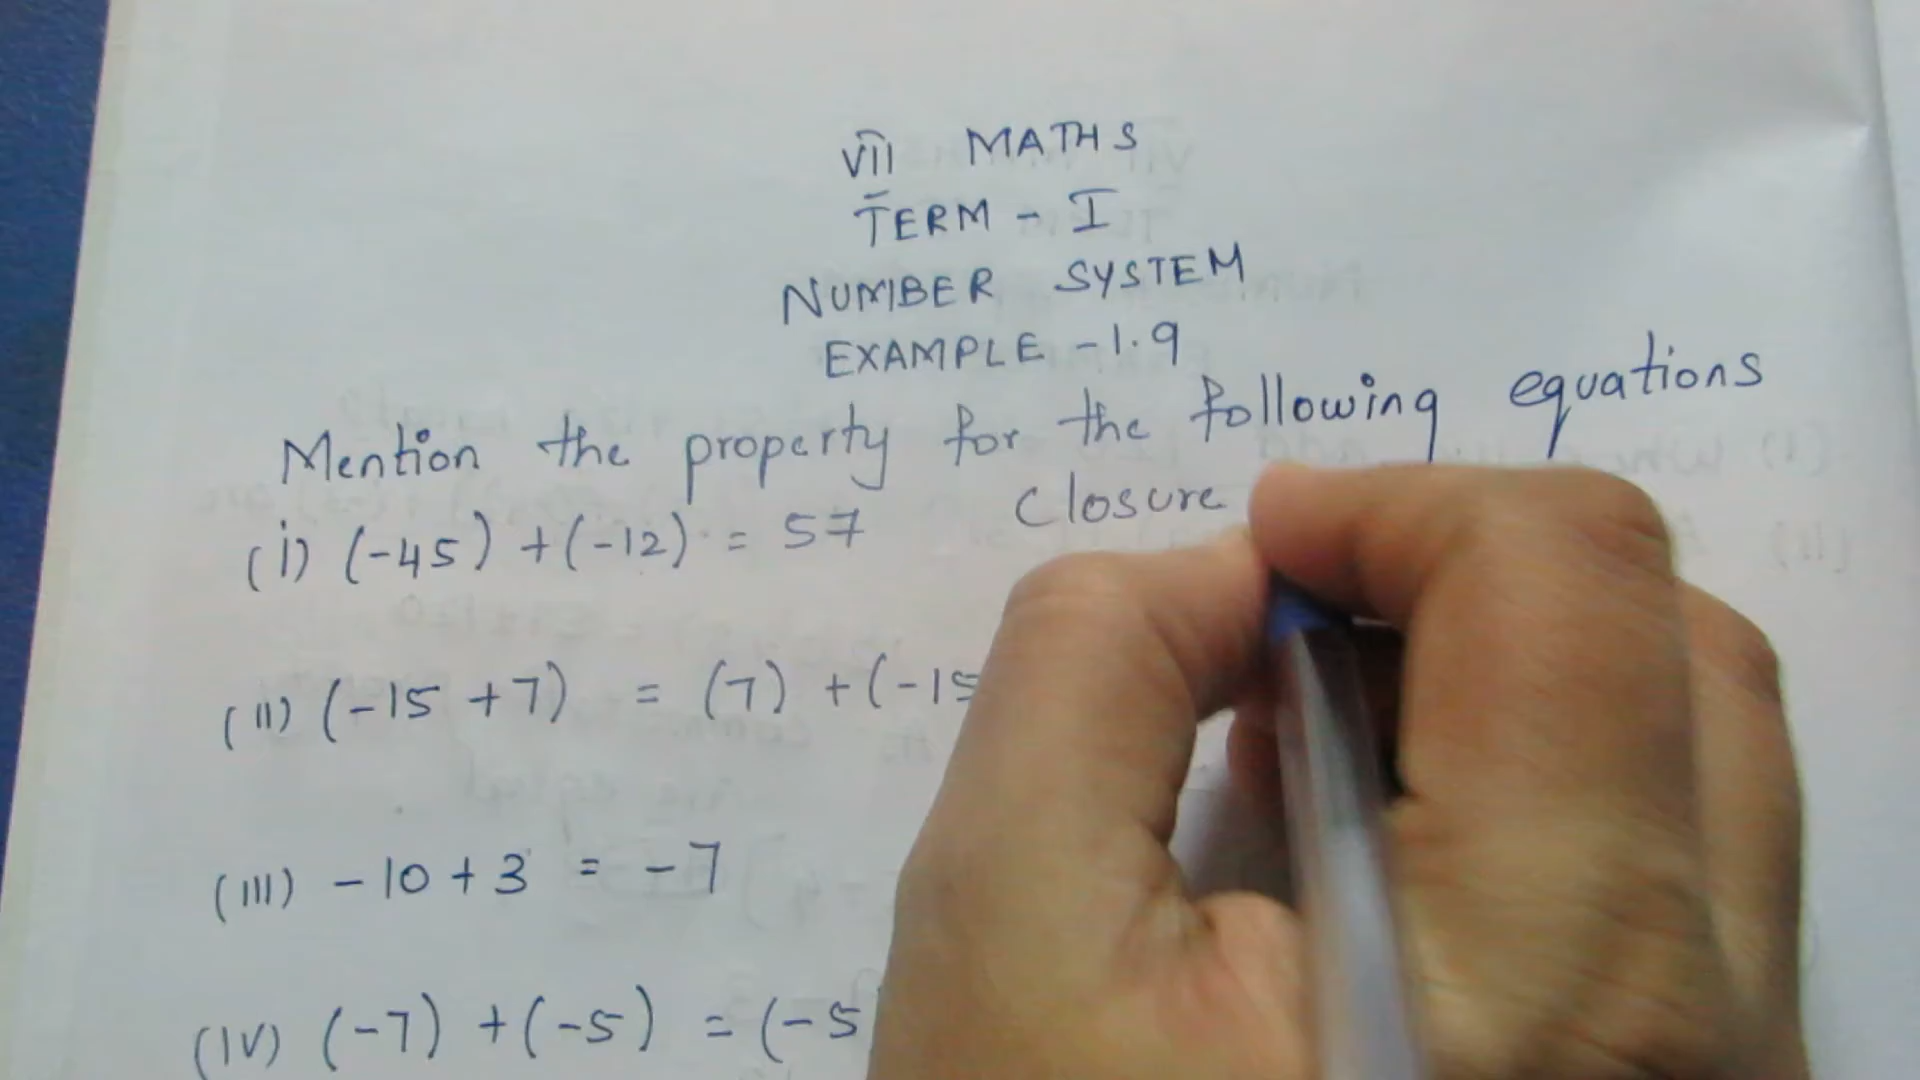 VII MATHS
TERM - I
NUMBER SYSTEM
EXAMPLE - 1.9
Mention the property for the following equations
(i) (-45) + (-12) = 57 Closure
(ii) (-15 + 7) = (7) + (-15
(iii) -10 + 3 = -7
(iv) (-7) + (-5) = (-5